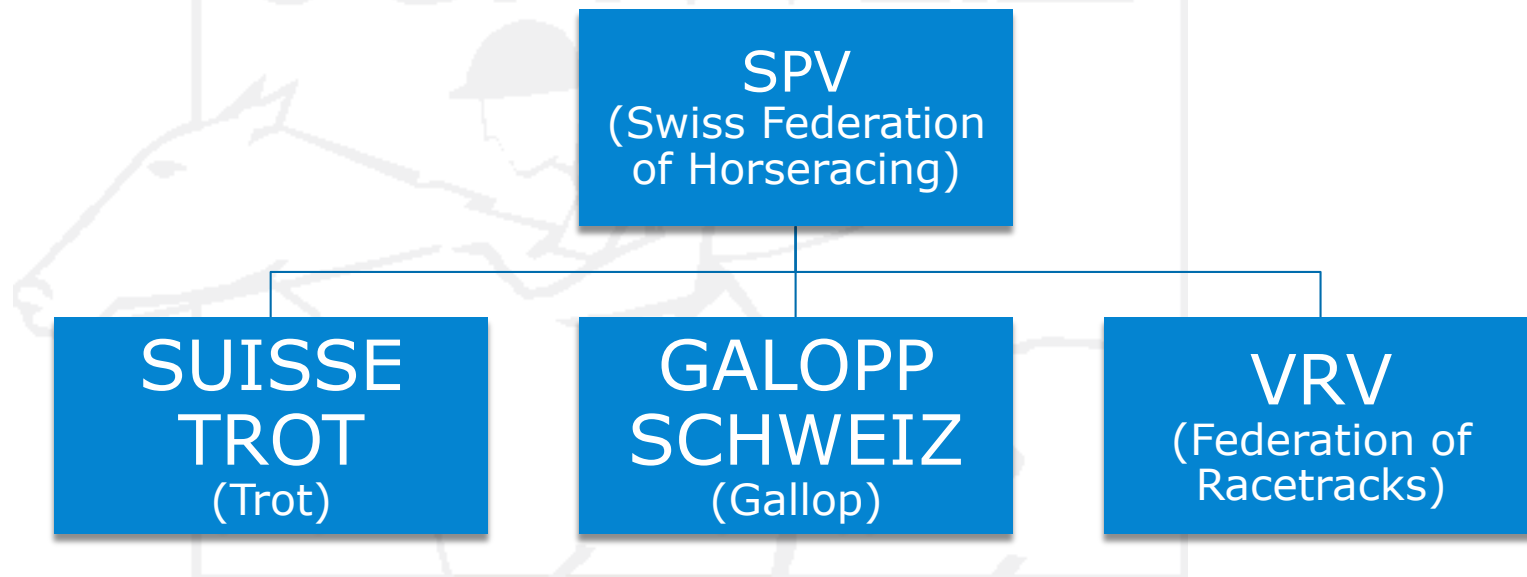 SPV
(Swiss Federation
of Horseracing)
SUISSE
TROT
(Trot)
GALOPP
SCHWEIZ
(Gallop)
VRV
(Federation of
Racetracks)